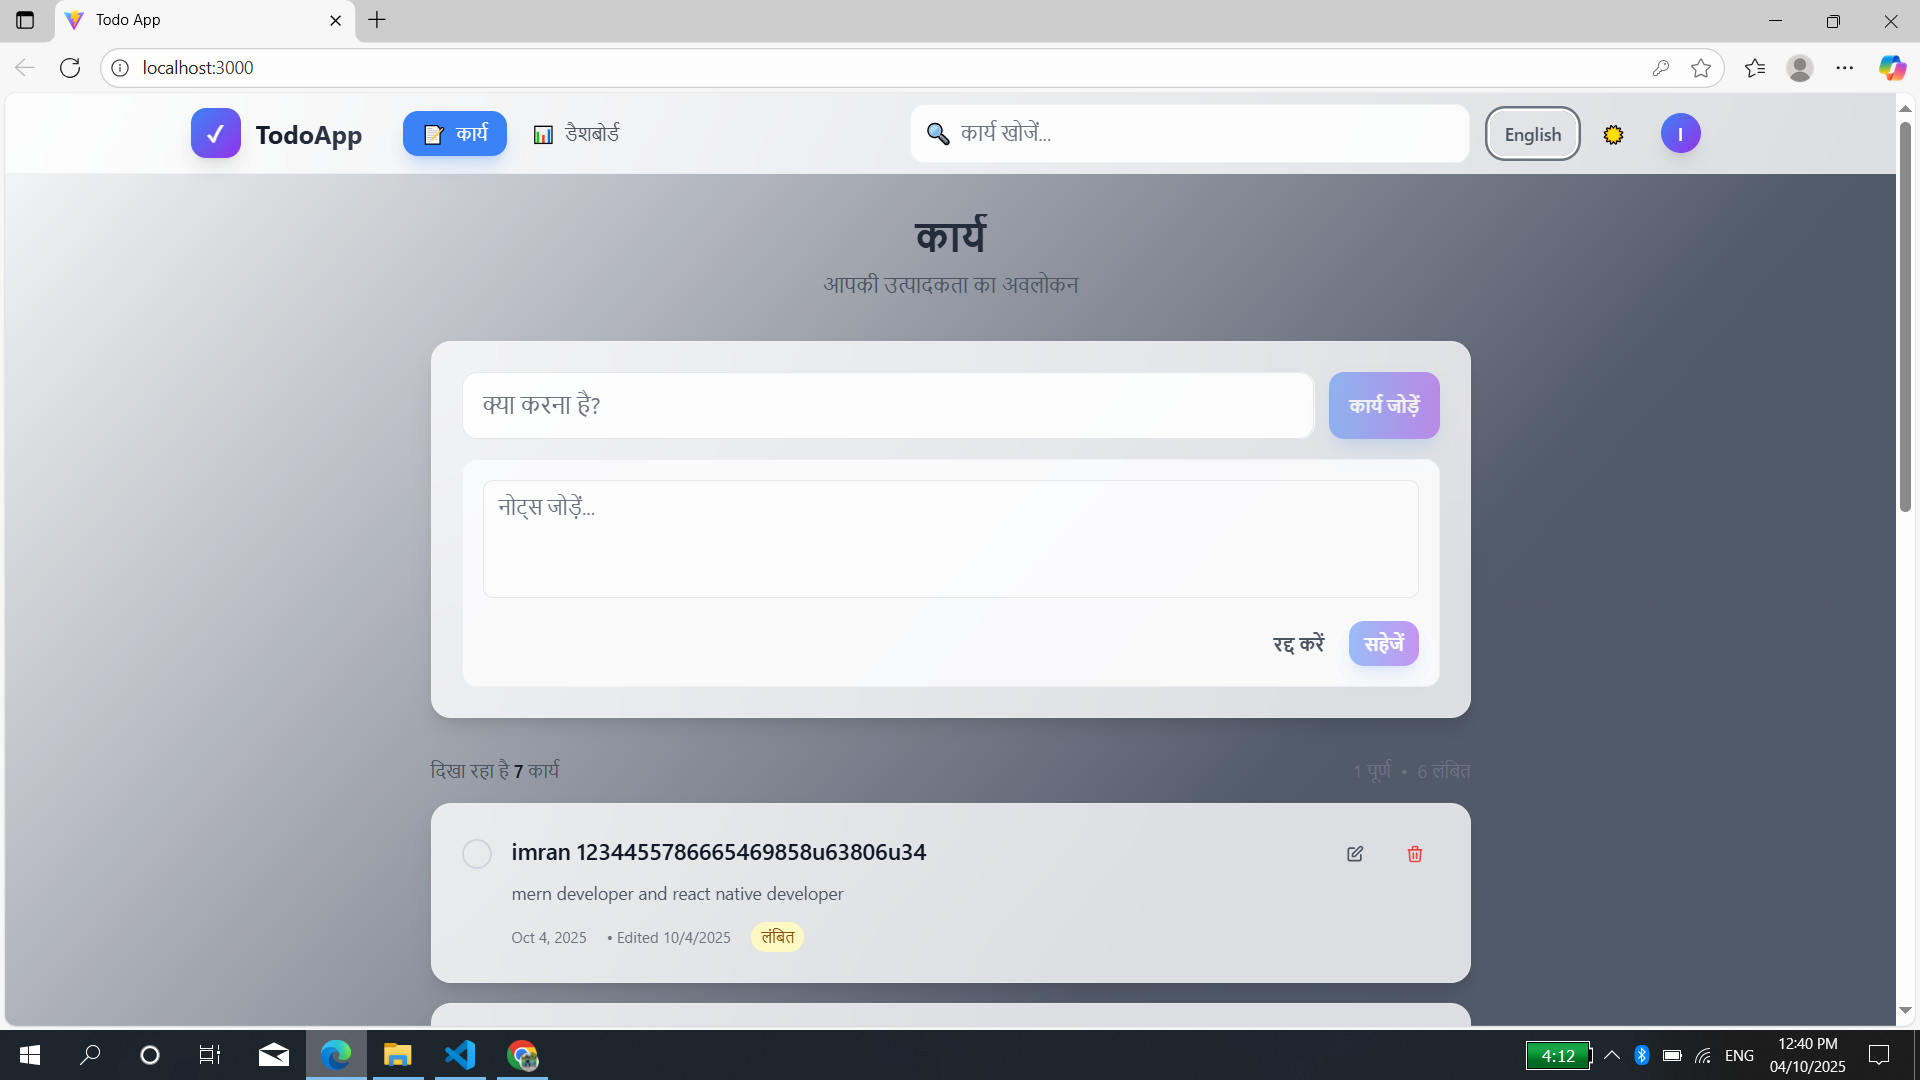 Todo App
localhost:3000
TodoApp
कार्य
डैशबोर्ड
कार्य खोजें...
English
I
कार्य
आपकी उत्पादकता का अवलोकन
क्या करना है?
कार्य जोड़ें
नोट्स जोड़ें...
रद्द करें
सहेजें
दिखा रहा है 7 कार्य
1 पूर्ण • 6 लंबित
imran 1234455786665469858u63806u34
mern developer and react native developer
Oct 4, 2025 • Edited 10/4/2025 लंबित
4:12
ENG
12:40 PM
04/10/2025